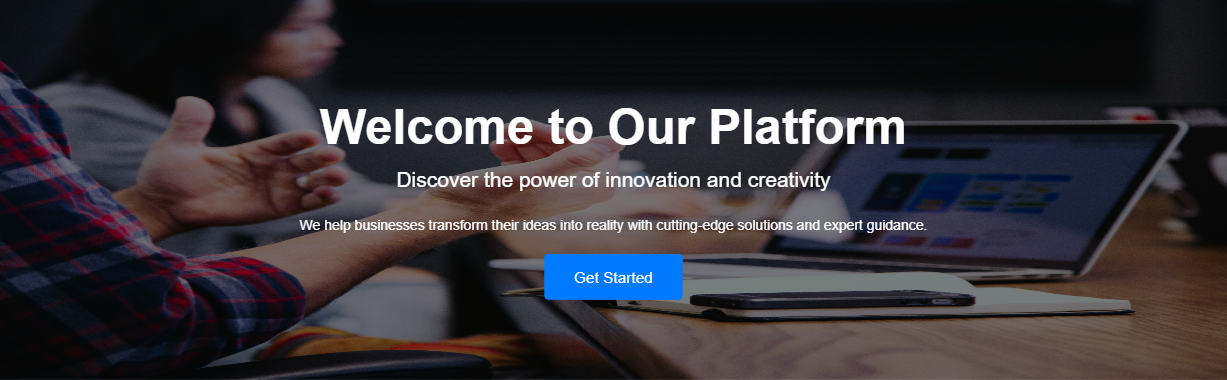 Welcome to Our Platform
Discover the power of innovation and creativity
We help businesses transform their ideas into reality with cutting-edge solutions and expert guidance.
Get Started